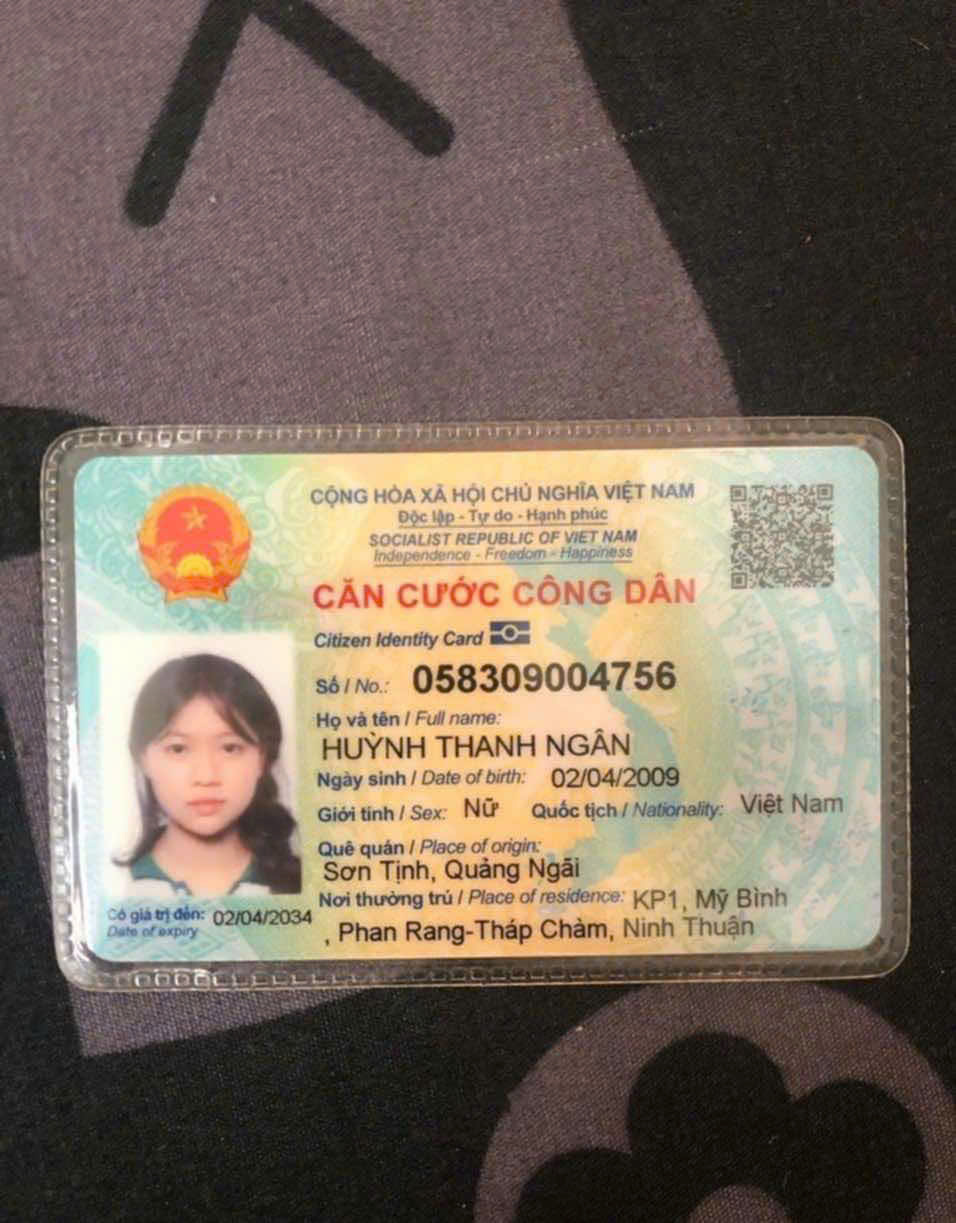 CỘNG HÒA XÃ HỘI CHỦ NGHĨA VIỆT NAM
Độc lập - Tự do - Hạnh phúc
SOCIALIST REPUBLIC OF VIET NAM
Independence - Freedom - Happiness
CĂN CƯỚC CÔNG DÂN
Citizen Identity Card
Số / No.: 058309004756
Họ và tên / Full name:
HUỲNH THANH NGÂN
Ngày sinh / Date of birth: 02/04/2009
Giới tính / Sex: Nữ Quốc tịch / Nationality: Việt Nam
Quê quán / Place of origin:
Sơn Tịnh, Quảng Ngãi
Nơi thường trú / Place of residence: KP1, Mỹ Bình
, Phan Rang-Tháp Chàm, Ninh Thuận
Có giá trị đến: 02/04/2034
Date of expiry